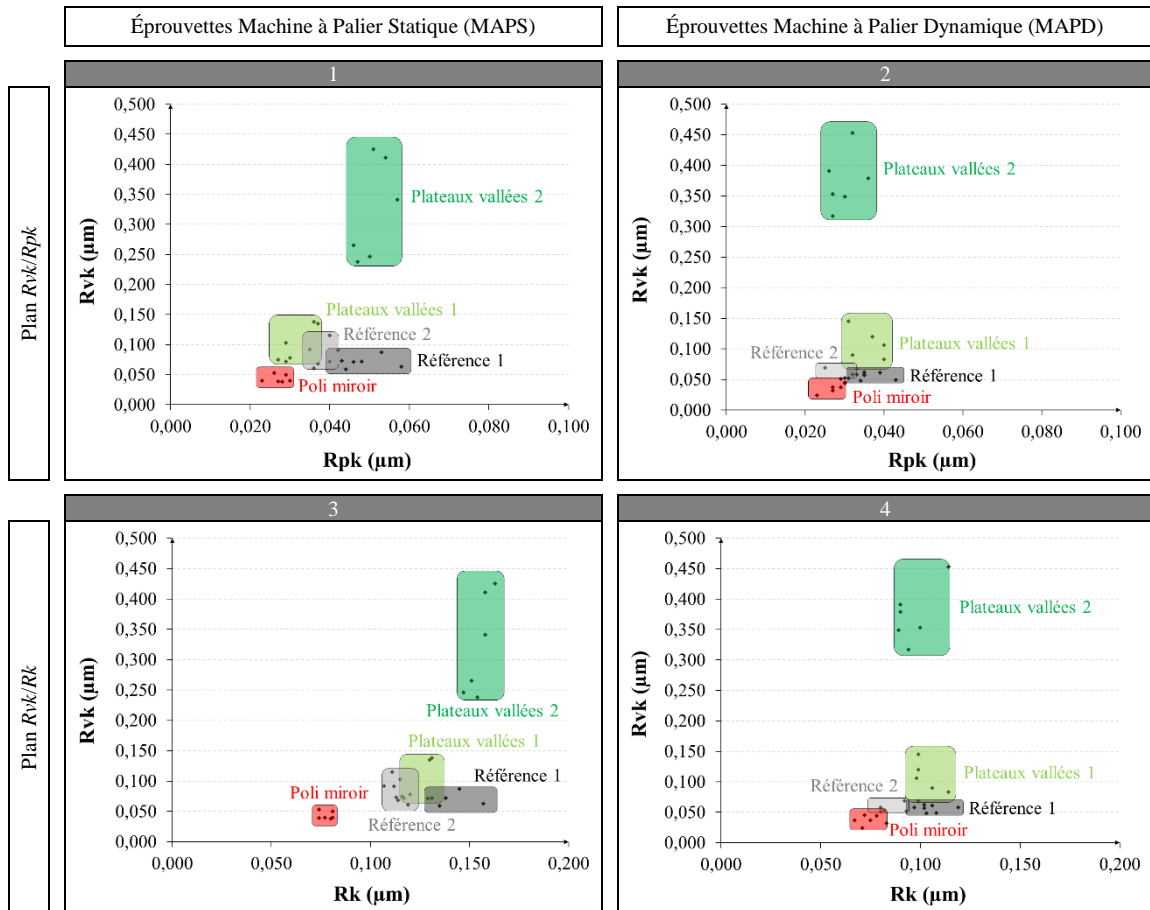 Éprouvettes Machine à Palier Statique (MAPS)
Éprouvettes Machine à Palier Dynamique (MAPD)
Plan Rvk/Rpk
1
0,500
0,450
0,400
0,350
0,300
0,250
0,200
0,150
0,100
0,050
0,000
Rvk (µm)
Plateaux vallées 2
Plateaux vallées 1
Référence 2
Référence 1
Poli miroir
0,000 0,020 0,040 0,060 0,080 0,100
Rpk (µm)
2
0,500
0,450
0,400
0,350
0,300
0,250
0,200
0,150
0,100
0,050
0,000
Rvk (µm)
Plateaux vallées 2
Plateaux vallées 1
Référence 2
Référence 1
Poli miroir
0,000 0,020 0,040 0,060 0,080 0,100
Rpk (µm)
Plan Rvk/Rk
3
0,500
0,450
0,400
0,350
0,300
0,250
0,200
0,150
0,100
0,050
0,000
Rvk (µm)
Plateaux vallées 2
Plateaux vallées 1
Référence 1
Poli miroir
Référence 2
0,000 0,050 0,100 0,150 0,200
Rk (µm)
4
0,500
0,450
0,400
0,350
0,300
0,250
0,200
0,150
0,100
0,050
0,000
Rvk (µm)
Plateaux vallées 2
Plateaux vallées 1
Référence 2
Référence 1
Poli miroir
0,000 0,050 0,100 0,150 0,200
Rk (µm)